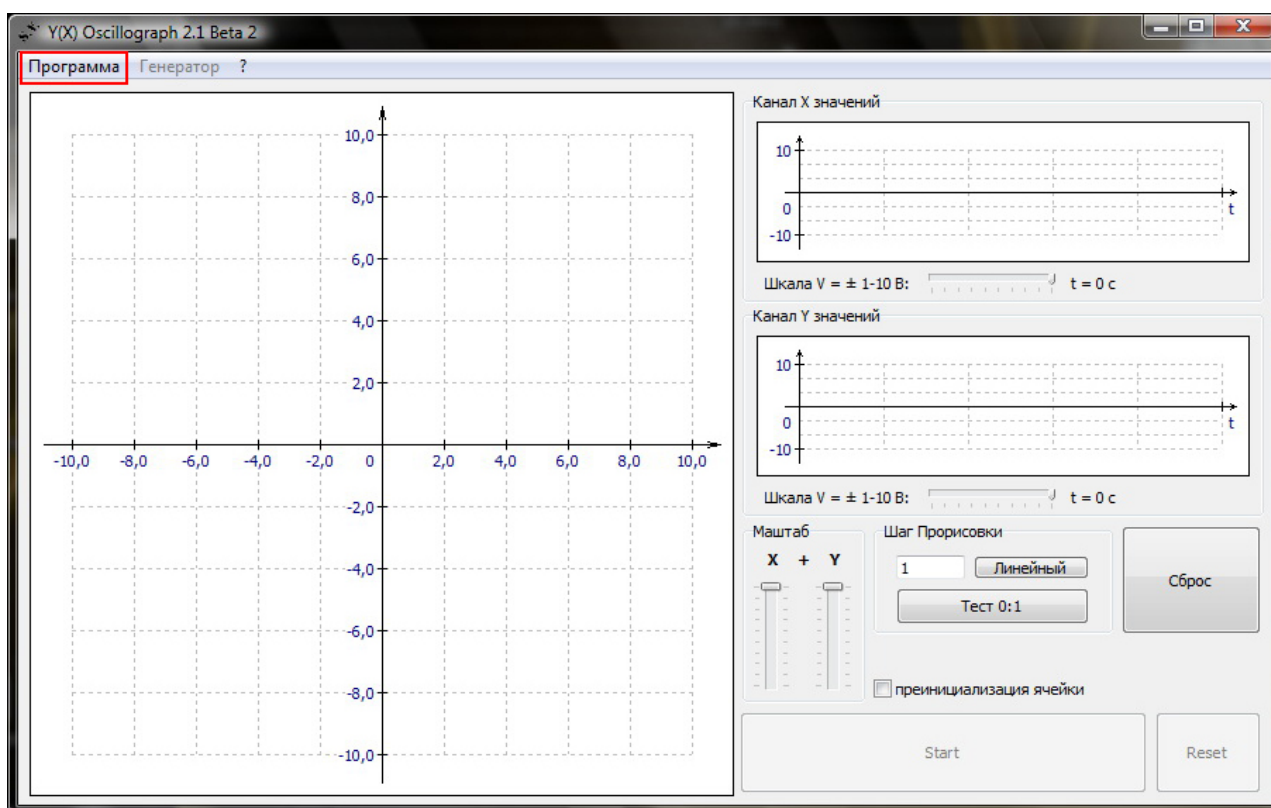 Y(X) Oscillograph 2.1 Beta 2
Программа Генератор ?
10,0
8,0
6,0
4,0
2,0
-10,0 -8,0 -6,0 -4,0 -2,0 0 2,0 4,0 6,0 8,0 10,0
-2,0
-4,0
-6,0
-8,0
-10,0
Канал X значений
10
0 t
-10
Шкала V = ± 1-10 В: t = 0 с
Канал Y значений
10
0 t
-10
Шкала V = ± 1-10 В: t = 0 с
Маштаб
X + Y
Шаг Прорисовки
1 Линейный
Тест 0:1
Сброс
преинициализация ячейки
Start Reset